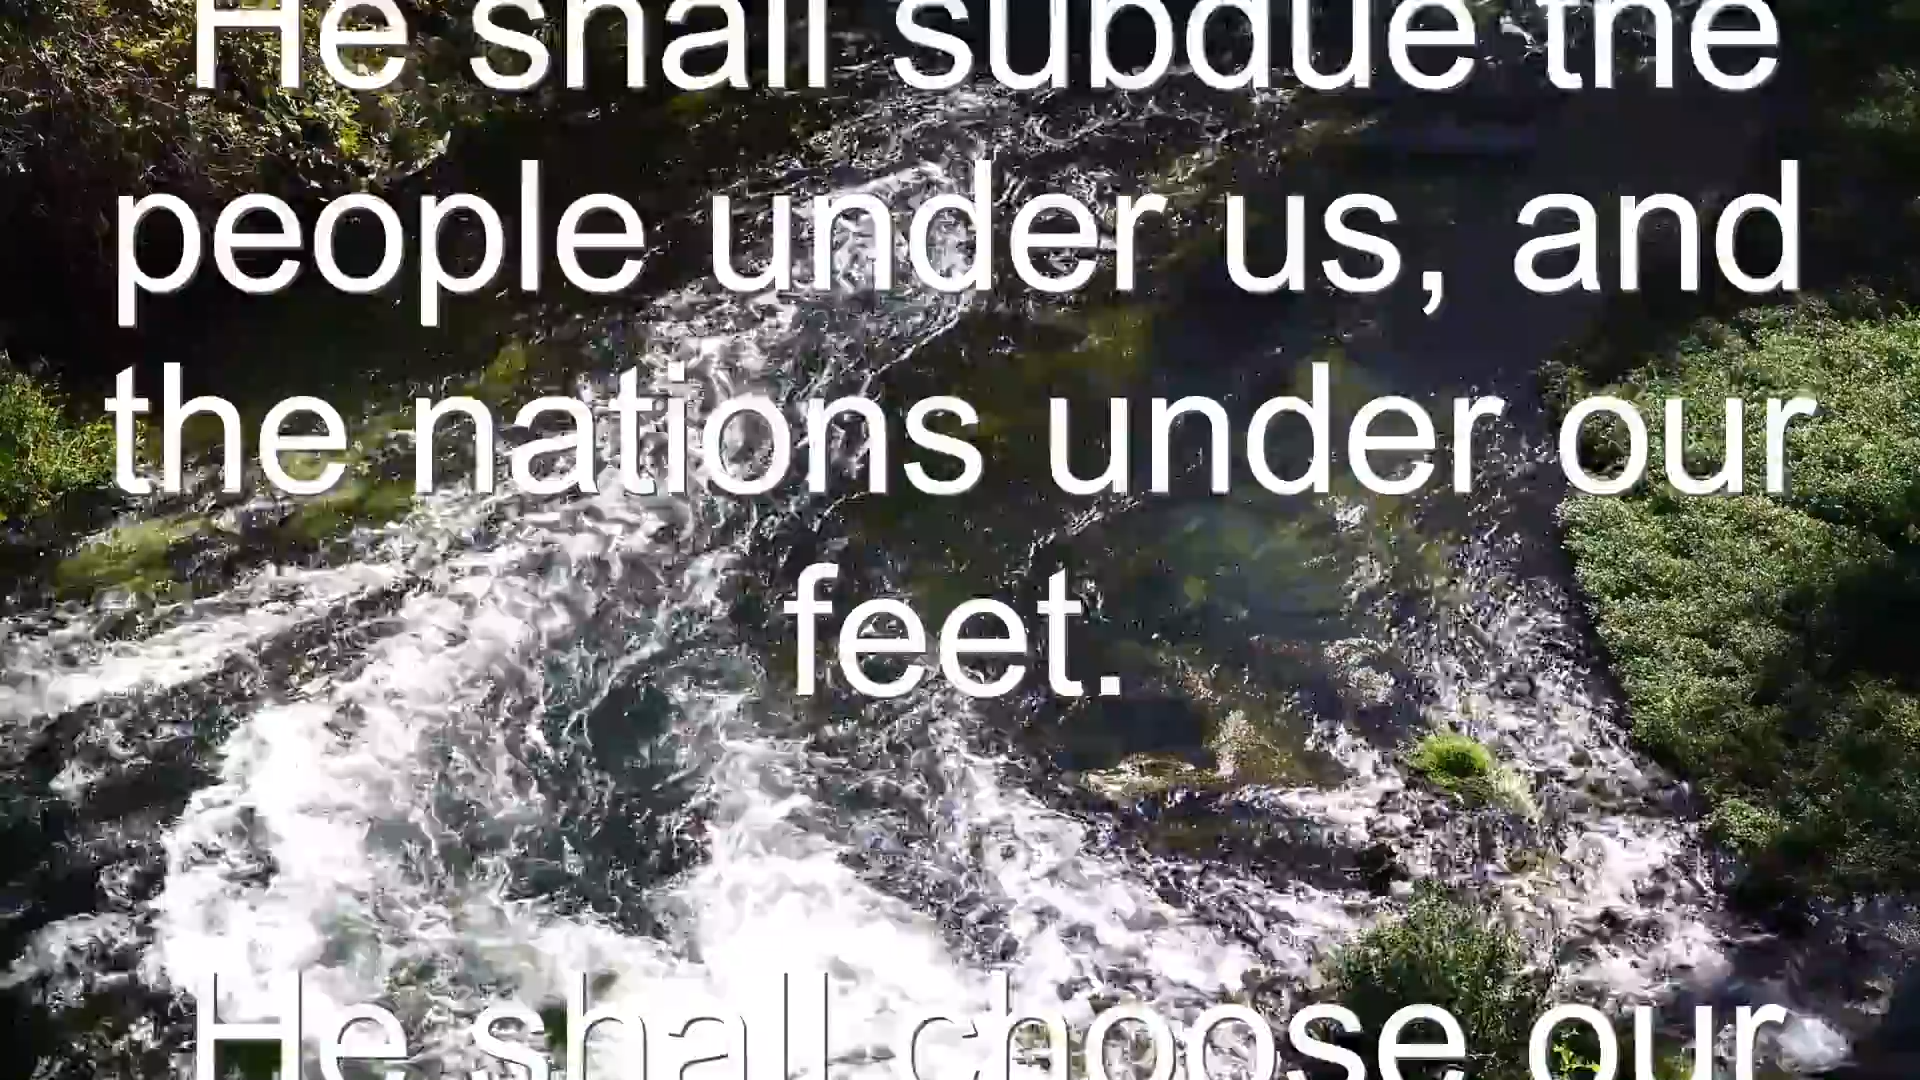 He shall subdue the
people under us, and
the nations under our
feet.
He shall choose our